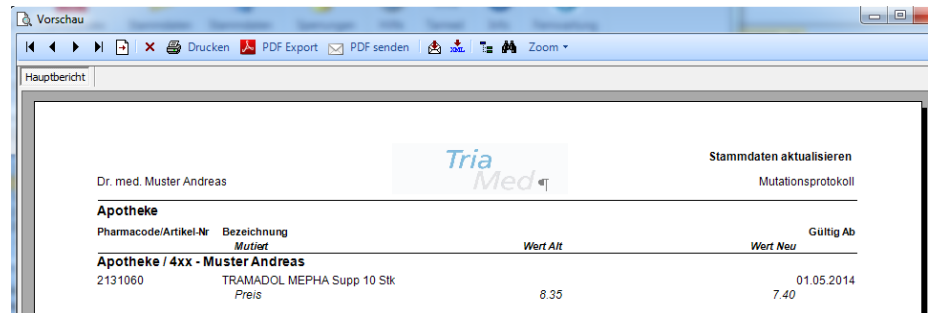 Vorschau
Drucken PDF Export PDF senden XML Zoom
Hauptbericht
Tria
Med
Stammdaten aktualisieren
Dr. med. Muster Andreas Mutationsprotokoll
Apotheke
Pharmacode/Artikel-Nr Bezeichnung Gültig Ab
Mutiert Wert Alt Wert Neu
Apotheke / 4xx - Muster Andreas
2131060 TRAMADOL MEPHA Supp 10 Stk 01.05.2014
Preis 8.35 7.40